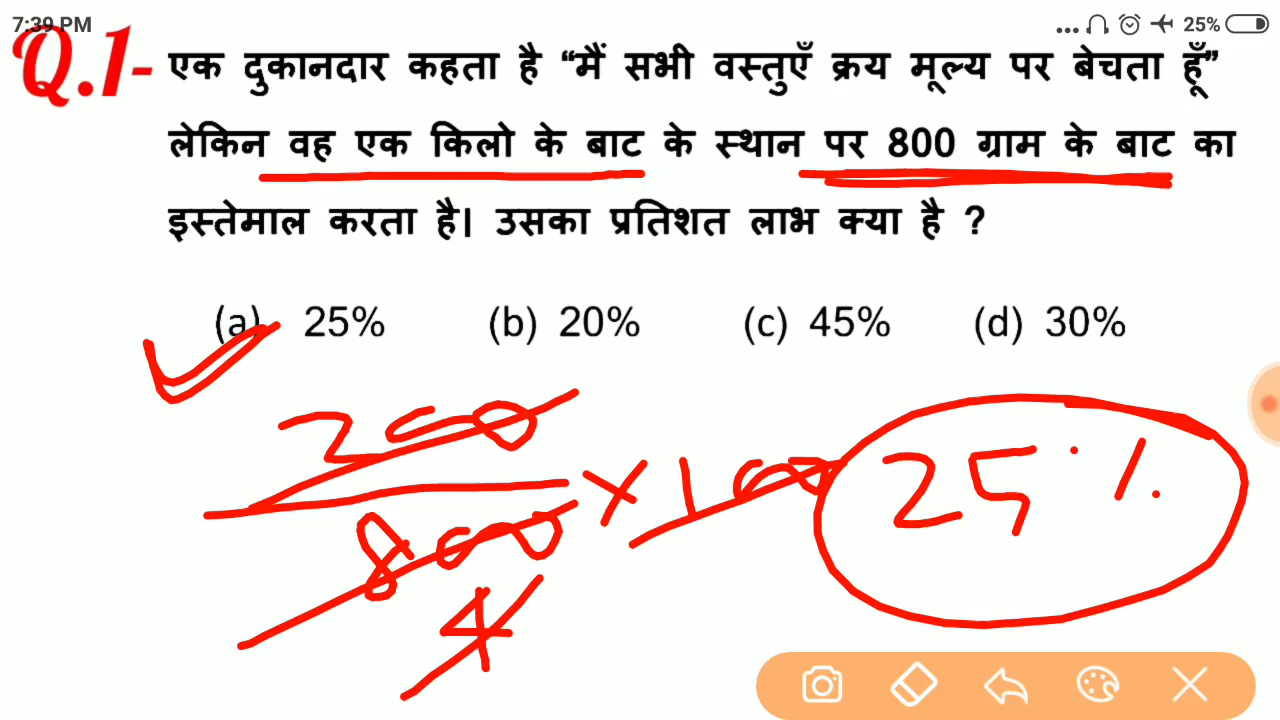 7:39 PM
25%
Q.1- एक दुकानदार कहता है “मैं सभी वस्तुएँ क्रय मूल्य पर बेचता हूँ”
लेकिन वह एक किलो के बाट के स्थान पर 800 ग्राम के बाट का
इस्तेमाल करता है। उसका प्रतिशत लाभ क्या है ?
(a) 25% (b) 20% (c) 45% (d) 30%
200
800 × 100 25%
4